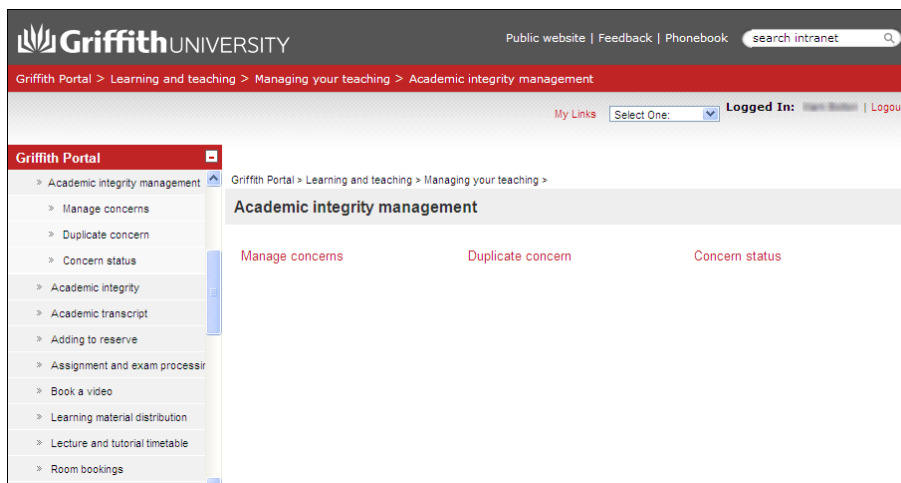 GriffithUNIVERSITY
Public website | Feedback | Phonebook
search intranet
Griffith Portal > Learning and teaching > Managing your teaching > Academic integrity management
My Links
Select One:
Logged In:
| Logou
Griffith Portal
» Academic integrity management
» Manage concerns
» Duplicate concern
» Concern status
» Academic integrity
» Academic transcript
» Adding to reserve
» Assignment and exam processin
» Book a video
» Learning material distribution
» Lecture and tutorial timetable
» Room bookings
Griffith Portal > Learning and teaching > Managing your teaching >
Academic integrity management
Manage concerns
Duplicate concern
Concern status